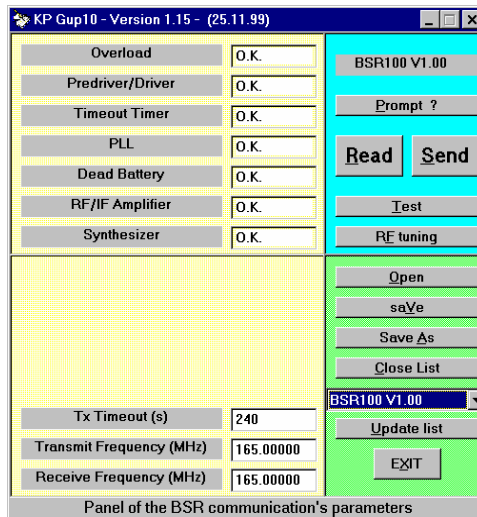 KP Gup10 - Version 1.15 - (25.11.99)
Overload O.K.
Predriver/Driver O.K.
Timeout Timer O.K.
PLL O.K.
Dead Battery O.K.
RF/IF Amplifier O.K.
Synthesizer O.K.
BSR100 V1.00
Prompt ?
Read Send
Test
RF tuning
Open
saVe
Save As
Close List
BSR100 V1.00
Update list
EXIT
Tx Timeout (s) 240
Transmit Frequency (MHz) 165.00000
Receive Frequency (MHz) 165.00000
Panel of the BSR communication's parameters